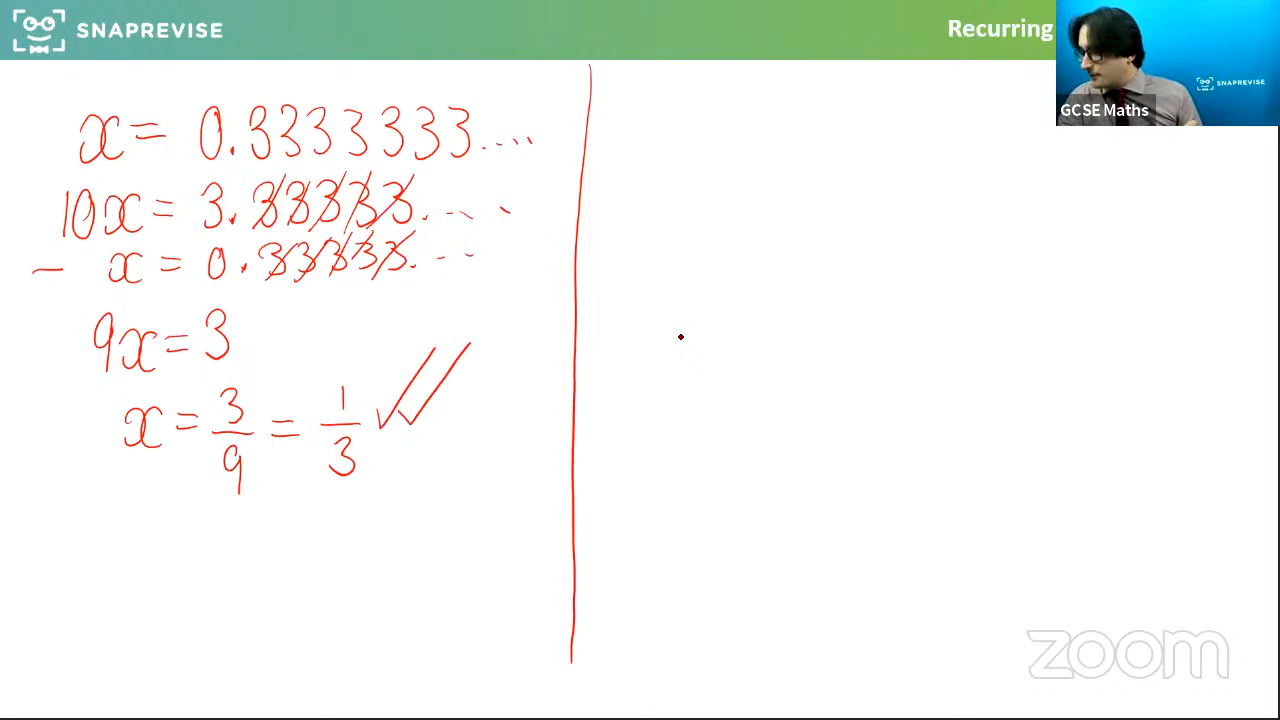 SNAPREVISE
Recurring
SNAPREVISE
GCSE Maths
x = 0.3333333....
10x = 3.33333....
- x = 0.33333....
9x = 3
x = 3/9 = 1/3
zoom